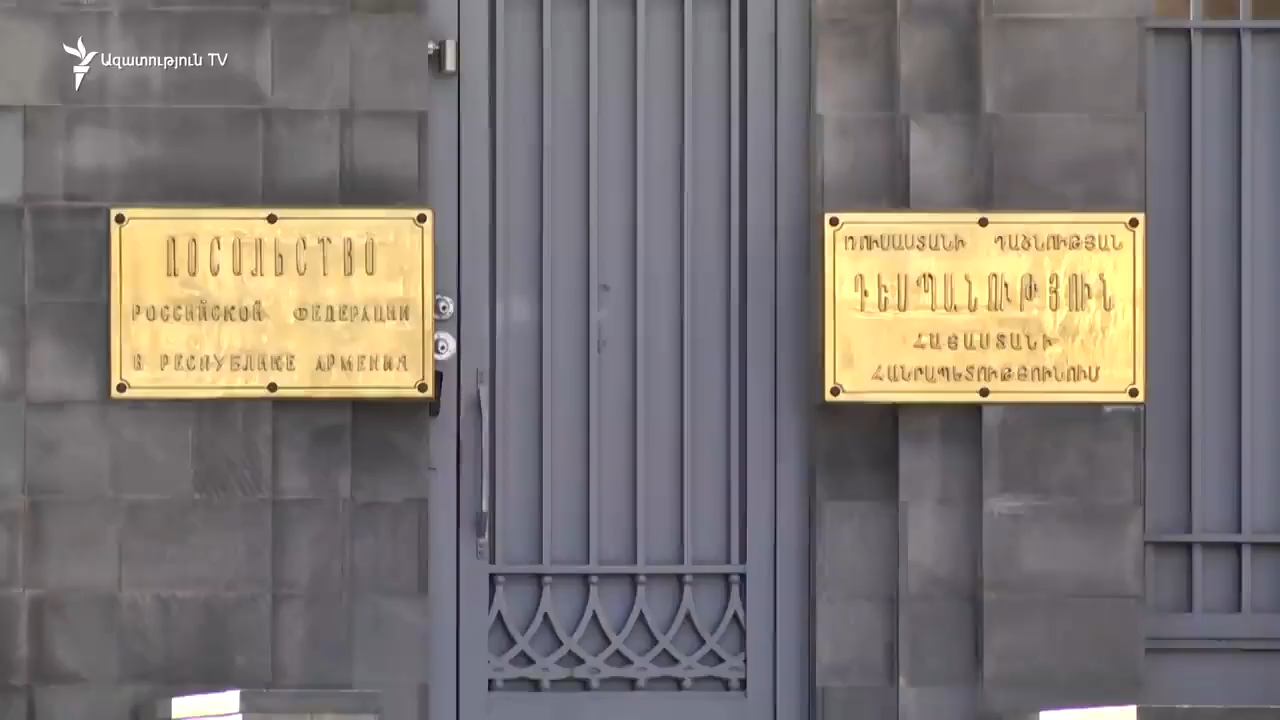 Ազատություն TV
ПОСОЛЬСТВО
РОССИЙСКОЙ ФЕДЕРАЦИИ
В РЕСПУБЛИКЕ АРМЕНИЯ
ՌՈՒՍԱՍՏԱՆԻ ԴԱՇՆՈՒԹՅԱՆ
ԴԵՍՊԱՆՈՒԹՅՈՒՆ
ՀԱՅԱՍՏԱՆԻ
ՀԱՆՐԱՊԵՏՈՒԹՅՈՒՆՈՒՄ